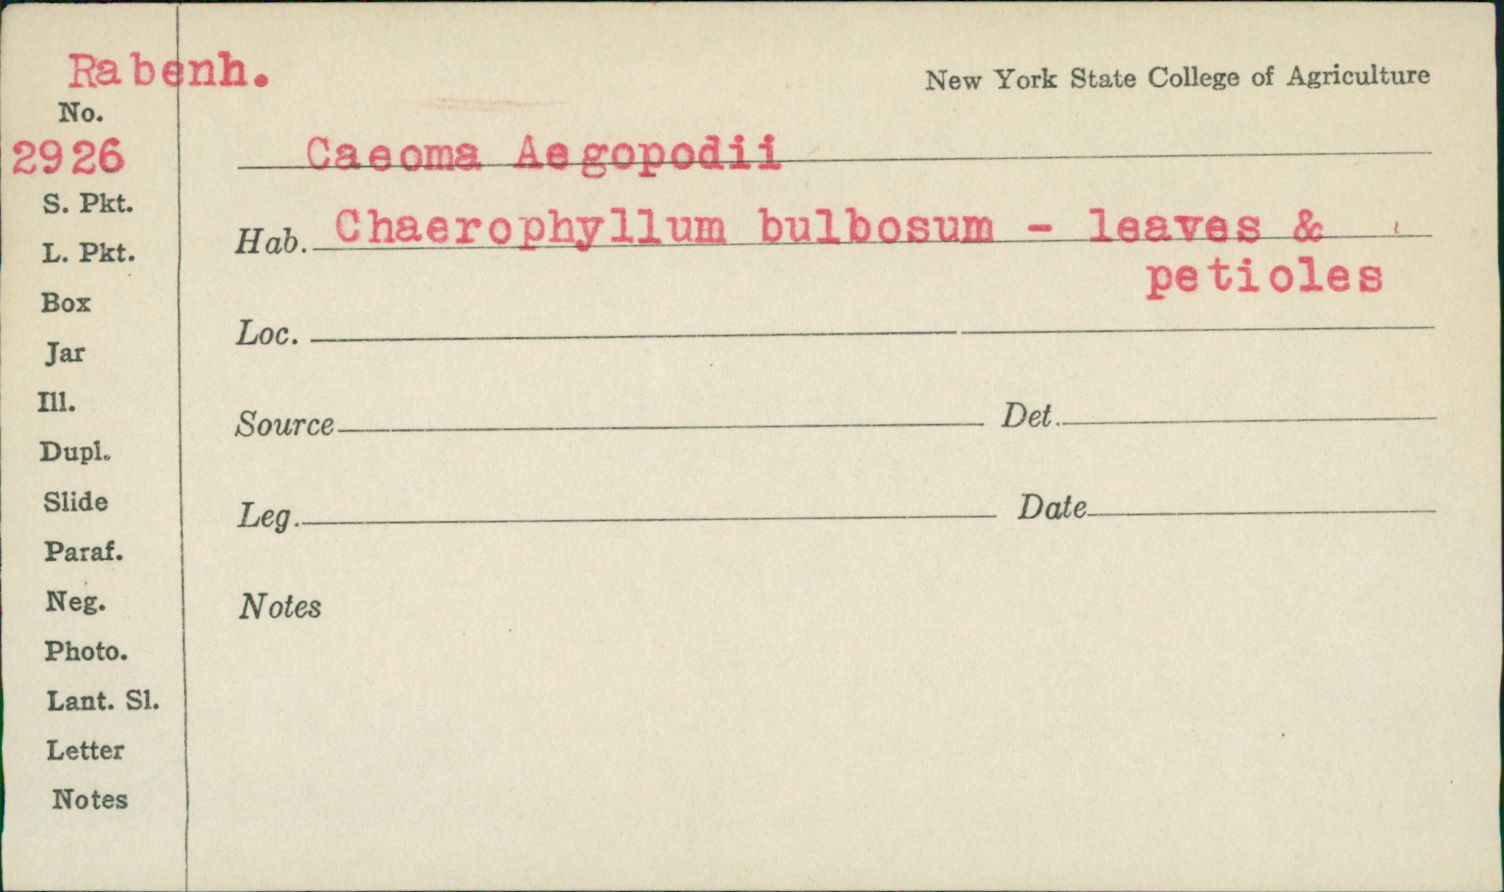 Rabenh.
New York State College of Agriculture
No.
2926
Caeoma Aegopodii
S. Pkt.
Hab. Chaerophyllum bulbosum - leaves &
petioles
L. Pkt.
Box
Loc.
Jar
Ill.
Source Det.
Dupl.
Slide
Leg. Date
Paraf.
Neg.
Notes
Photo.
Lant. Sl.
Letter
Notes